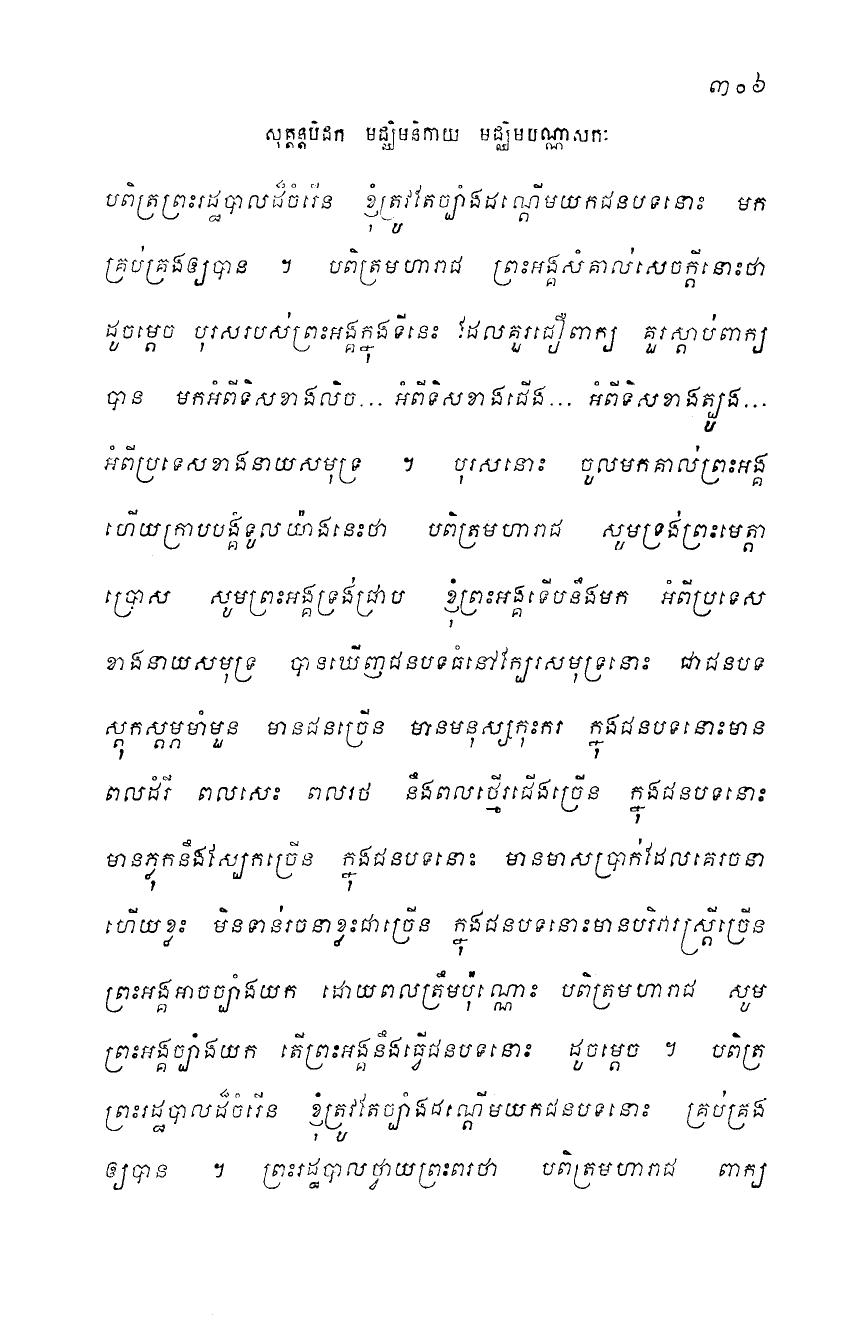 ៣០៦
សុត្តន្តបិដក មជ្ឈិមនិកាយ មជ្ឈិមបណ្ណាសកៈ
បពិត្រព្រះរដ្ឋបាលដ៏ចំរើន ខ្ញុំត្រូវតែច្បាំងដណ្តើមយកជនបទនោះ មក
គ្រប់គ្រងឲ្យបាន ។ បពិត្រមហារាជ ព្រះអង្គសំគាល់សេចក្តីនោះថា
ដូចម្តេច បុរសរបស់ព្រះអង្គក្នុងទីនេះ ដែលគួរជឿពាក្យ គួរស្តាប់ពាក្យ
បាន មកអំពីទិសខាងលិច... អំពីទិសខាងជើង... អំពីទិសខាងត្បូង...
អំពីប្រទេសខាងនាយសមុទ្រ ។ បុរសនោះ ចូលមកគាល់ព្រះអង្គ
ហើយក្រាបបង្គំទូលយ៉ាងនេះថា បពិត្រមហារាជ សូមទ្រង់ព្រះមេត្តា
ប្រោស សូមព្រះអង្គទ្រង់ជ្រាប ខ្ញុំព្រះអង្គទើបនឹងមក អំពីប្រទេស
ខាងនាយសមុទ្រ បានឃើញជនបទធំនៅក្បែរសមុទ្រនោះ ជាជនបទ
ស្តុកស្តម្ភមាំមួន មានជនច្រើន មានមនុស្សកុះករ ក្នុងជនបទនោះមាន
ពលដំរី ពលសេះ ពលរថ នឹងពលថ្មើរជើងច្រើន ក្នុងជនបទនោះ
មានភ្លុកនឹងស្បែកច្រើន ក្នុងជនបទនោះ មានមាសប្រាក់ដែលគេរចនា
ហើយខ្លះ មិនទាន់រចនាខ្លះជាច្រើន ក្នុងជនបទនោះមានបរិវារស្ត្រីច្រើន
ព្រះអង្គអាចច្បាំងយក ដោយពលត្រឹមប៉ុណ្ណោះ បពិត្រមហារាជ សូម
ព្រះអង្គច្បាំងយក តើព្រះអង្គនឹងធ្វើជនបទនោះ ដូចម្តេច ។ បពិត្រ
ព្រះរដ្ឋបាលដ៏ចំរើន ខ្ញុំត្រូវតែច្បាំងដណ្តើមយកជនបទនោះ គ្រប់គ្រង
ឲ្យបាន ។ ព្រះរដ្ឋបាលថ្វាយព្រះពរថា បពិត្រមហារាជ ពាក្យ